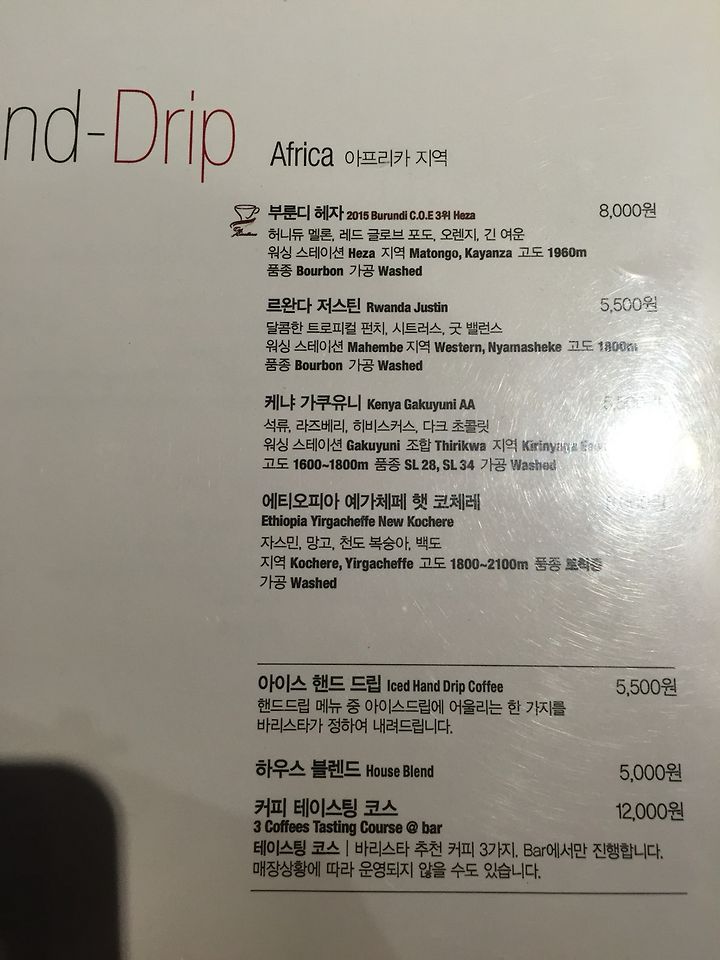 nd-Drip
Africa 아프리카 지역
부룬디 헤자 2015 Burundi C.O.E 3위 Heza 8,000원
허니듀 멜론, 레드 글로브 포도, 오렌지, 긴 여운
워싱 스테이션 Heza 지역 Matongo, Kayanza 고도 1960m
품종 Bourbon 가공 Washed
르완다 저스틴 Rwanda Justin 5,500원
달콤한 트로피컬 펀치, 시트러스, 굿 밸런스
워싱 스테이션 Mahembe 지역 Western, Nyamasheke 고도 1800m
품종 Bourbon 가공 Washed
케냐 가쿠유니 Kenya Gakuyuni AA
석류, 라즈베리, 히비스커스, 다크 초콜릿
워싱 스테이션 Gakuyuni 조합 Thirikwa 지역 Kirinyaga
고도 1600~1800m 품종 SL 28, SL 34 가공 Washed
에티오피아 예가체페 햇 코체레
Ethiopia Yirgacheffe New Kochere
자스민, 망고, 천도 복숭아, 백도
지역 Kochere, Yirgacheffe 고도 1800~2100m 품종 토착종
가공 Washed
아이스 핸드 드립 Iced Hand Drip Coffee 5,500원
핸드드립 메뉴 중 아이스드립에 어울리는 한 가지를
바리스타가 정하여 내려드립니다.
하우스 블렌드 House Blend 5,000원
커피 테이스팅 코스 12,000원
3 Coffees Tasting Course @ bar
테이스팅 코스 | 바리스타 추천 커피 3가지. Bar에서만 진행합니다.
매장상황에 따라 운영되지 않을 수도 있습니다.